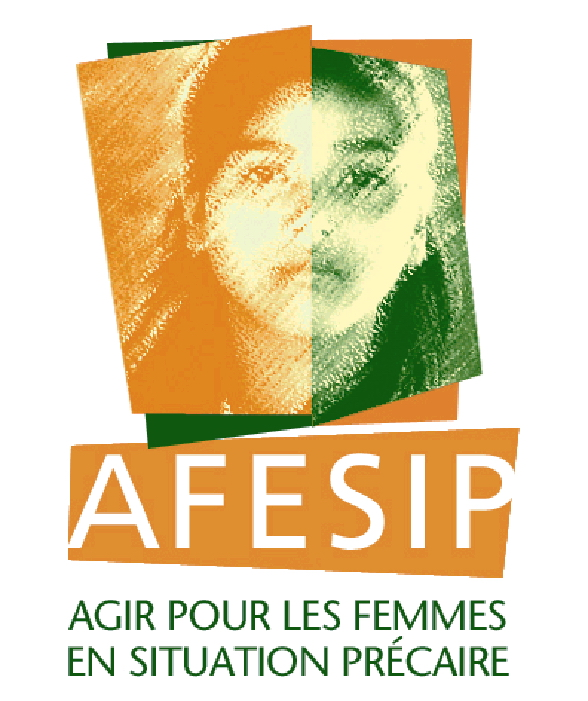 AFESIP
AGIR POUR LES FEMMES
EN SITUATION PRÉCAIRE